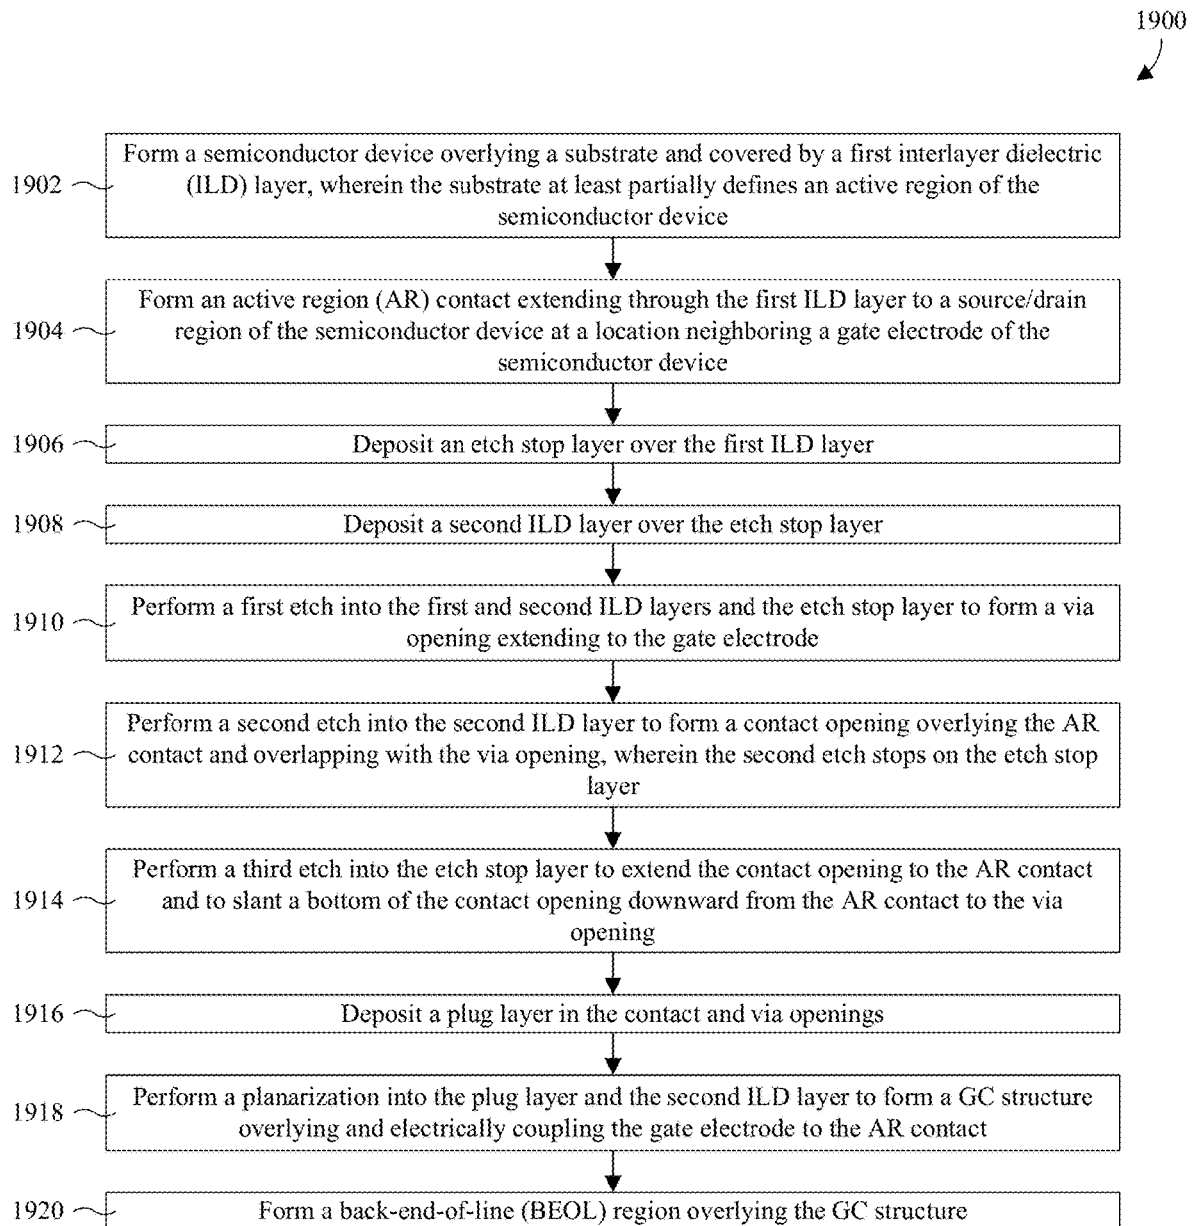 1900
1902
Form a semiconductor device overlying a substrate and covered by a first interlayer dielectric
(ILD) layer, wherein the substrate at least partially defines an active region of the
semiconductor device
1904
Form an active region (AR) contact extending through the first ILD layer to a source/drain
region of the semiconductor device at a location neighboring a gate electrode of the
semiconductor device
1906
Deposit an etch stop layer over the first ILD layer
1908
Deposit a second ILD layer over the etch stop layer
1910
Perform a first etch into the first and second ILD layers and the etch stop layer to form a via
opening extending to the gate electrode
1912
Perform a second etch into the second ILD layer to form a contact opening overlying the AR
contact and overlapping with the via opening, wherein the second etch stops on the etch stop
layer
1914
Perform a third etch into the etch stop layer to extend the contact opening to the AR contact
and to slant a bottom of the contact opening downward from the AR contact to the via
opening
1916
Deposit a plug layer in the contact and via openings
1918
Perform a planarization into the plug layer and the second ILD layer to form a GC structure
overlying and electrically coupling the gate electrode to the AR contact
1920
Form a back-end-of-line (BEOL) region overlying the GC structure